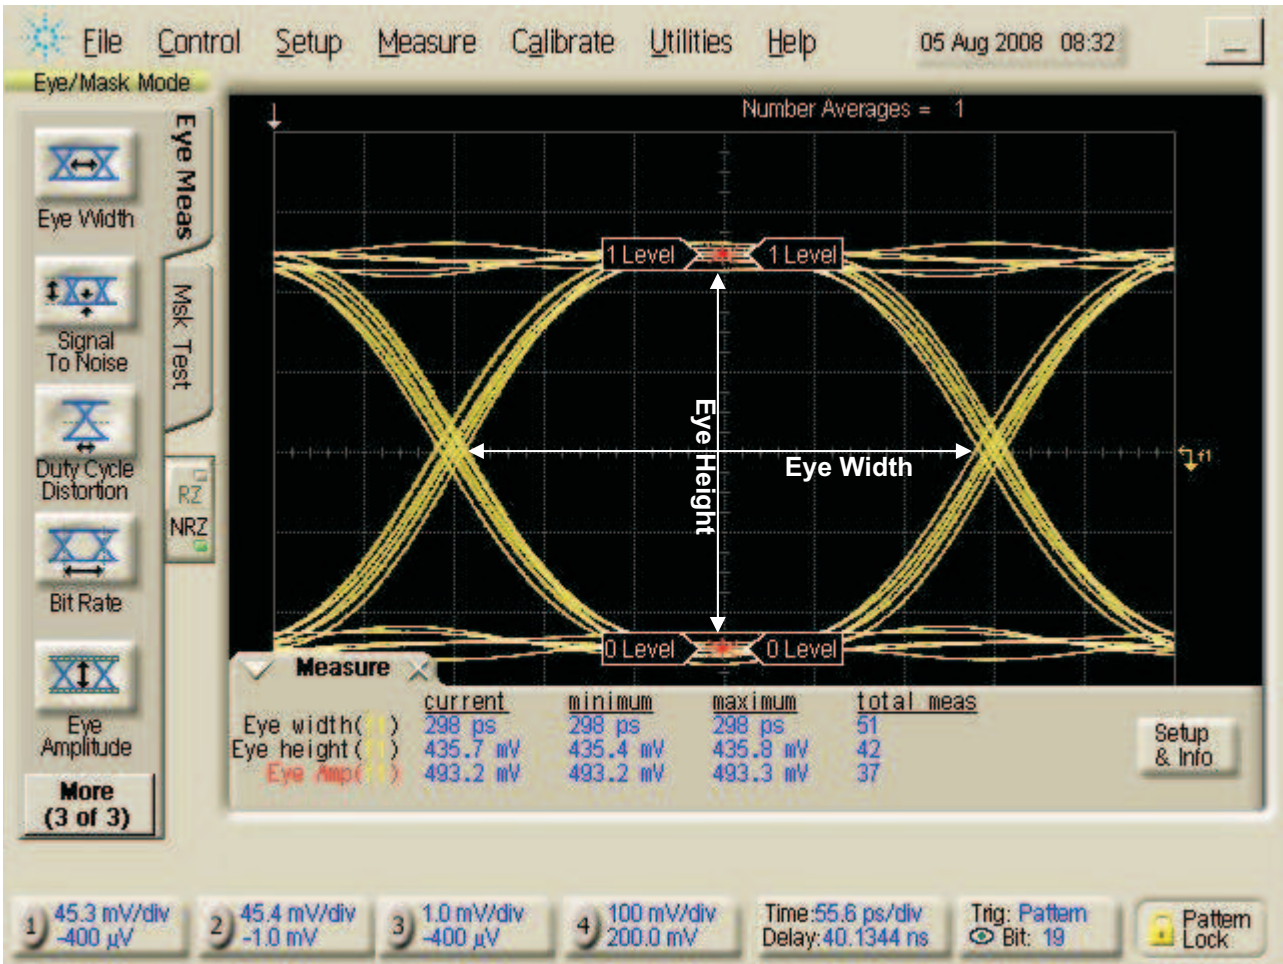 File Control Setup Measure Calibrate Utilities Help 05 Aug 2008 08:32
Eye/Mask Mode
Eye Meas
Msk Test
Eye Width
Signal
To Noise
Duty Cycle
Distortion
RZ
NRZ
Bit Rate
Eye
Amplitude
More
(3 of 3)
Number Averages = 1
1 Level 1 Level
Eye Height
Eye Width
f1
0 Level 0 Level
Measure
current minimum maximum total meas
Eye width(f1) 298 ps 298 ps 298 ps 51
Eye height(f1) 435.7 mV 435.4 mV 435.8 mV 42
Eye Amp(f1) 493.2 mV 493.2 mV 493.3 mV 37
Setup
& Info
1 45.3 mV/div
-400 µV
2 45.4 mV/div
-1.0 mV
3 1.0 mV/div
-400 µV
4 100 mV/div
200.0 mV
Time:55.6 ps/div
Delay:40.1344 ns
Trig: Pattern
Bit: 19
Pattern
Lock